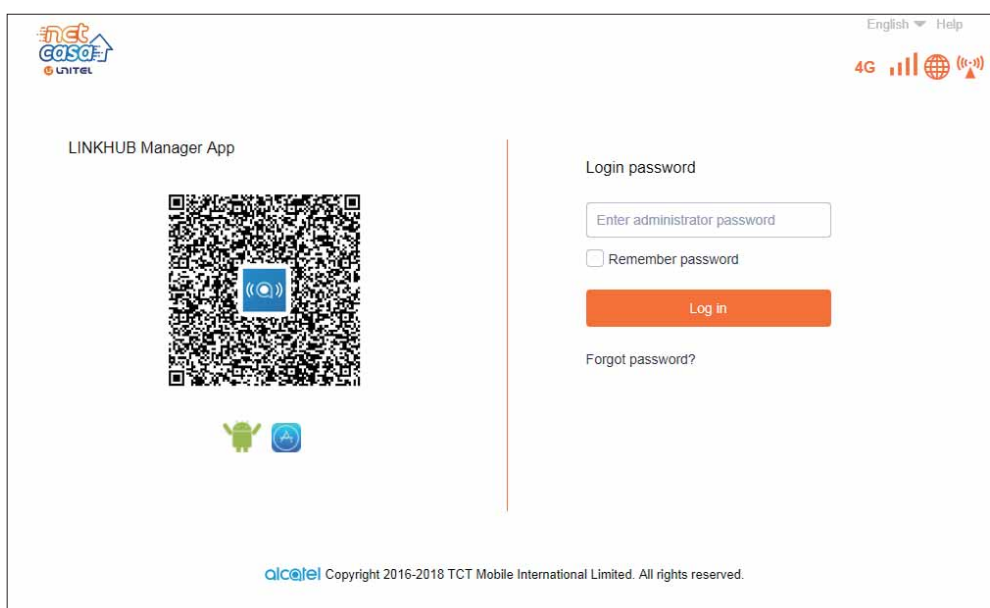 net
casa
UNITEL
English Help
4G
LINKHUB Manager App
Login password
Enter administrator password
Remember password
Log in
Forgot password?
alcatel Copyright 2016-2018 TCT Mobile International Limited. All rights reserved.